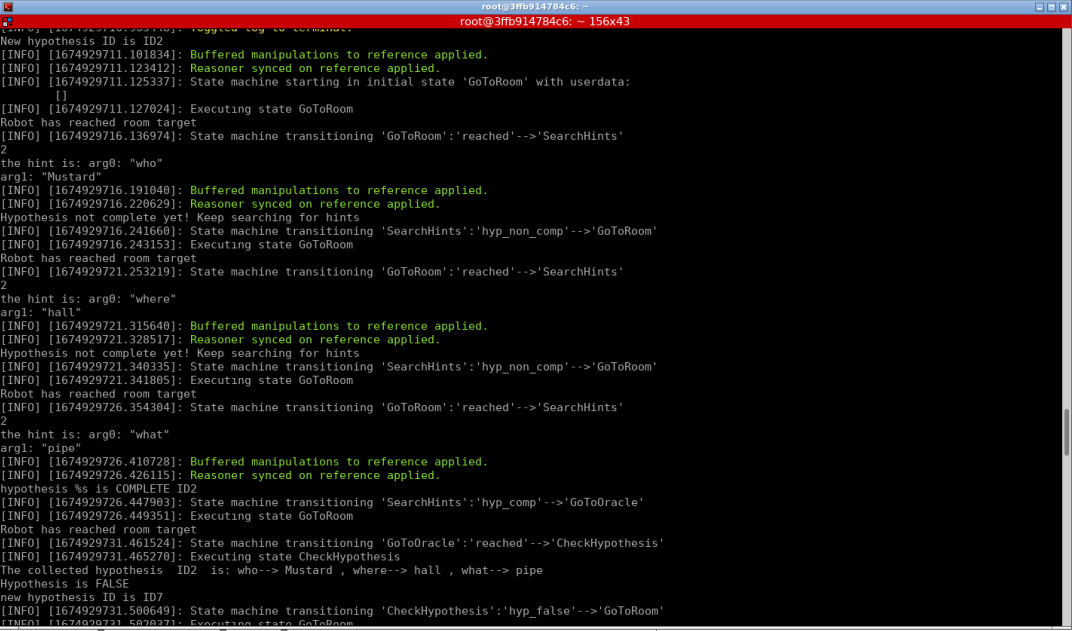 root@3ffb914784c6: ~
root@3ffb914784c6: ~ 156x43
New hypothesis ID is ID2
[INFO] [1674929711.101834]: Buffered manipulations to reference applied.
[INFO] [1674929711.123412]: Reasoner synced on reference applied.
[INFO] [1674929711.125337]: State machine starting in initial state 'GoToRoom' with userdata:
[]
[INFO] [1674929711.127024]: Executing state GoToRoom
Robot has reached room target
[INFO] [1674929716.136974]: State machine transitioning 'GoToRoom':'reached'-->'SearchHints'
2
the hint is: arg0: "who"
arg1: "Mustard"
[INFO] [1674929716.191040]: Buffered manipulations to reference applied.
[INFO] [1674929716.220629]: Reasoner synced on reference applied.
Hypothesis not complete yet! Keep searching for hints
[INFO] [1674929716.241660]: State machine transitioning 'SearchHints':'hyp_non_comp'-->'GoToRoom'
[INFO] [1674929716.243153]: Executing state GoToRoom
Robot has reached room target
[INFO] [1674929721.253219]: State machine transitioning 'GoToRoom':'reached'-->'SearchHints'
2
the hint is: arg0: "where"
arg1: "hall"
[INFO] [1674929721.315640]: Buffered manipulations to reference applied.
[INFO] [1674929721.328517]: Reasoner synced on reference applied.
Hypothesis not complete yet! Keep searching for hints
[INFO] [1674929721.340335]: State machine transitioning 'SearchHints':'hyp_non_comp'-->'GoToRoom'
[INFO] [1674929721.341805]: Executing state GoToRoom
Robot has reached room target
[INFO] [1674929726.354304]: State machine transitioning 'GoToRoom':'reached'-->'SearchHints'
2
the hint is: arg0: "what"
arg1: "pipe"
[INFO] [1674929726.410728]: Buffered manipulations to reference applied.
[INFO] [1674929726.426115]: Reasoner synced on reference applied.
hypothesis %s is COMPLETE ID2
[INFO] [1674929726.447903]: State machine transitioning 'SearchHints':'hyp_comp'-->'GoToOracle'
[INFO] [1674929726.449351]: Executing state GoToRoom
Robot has reached room target
[INFO] [1674929731.461524]: State machine transitioning 'GoToOracle':'reached'-->'CheckHypothesis'
[INFO] [1674929731.465270]: Executing state CheckHypothesis
The collected hypothesis  ID2  is: who--> Mustard , where--> hall , what--> pipe
Hypothesis is FALSE
new hypothesis ID is ID7
[INFO] [1674929731.500649]: State machine transitioning 'CheckHypothesis':'hyp_false'-->'GoToRoom'
[INFO] [1674929731.502037]: Executing state GoToRoom